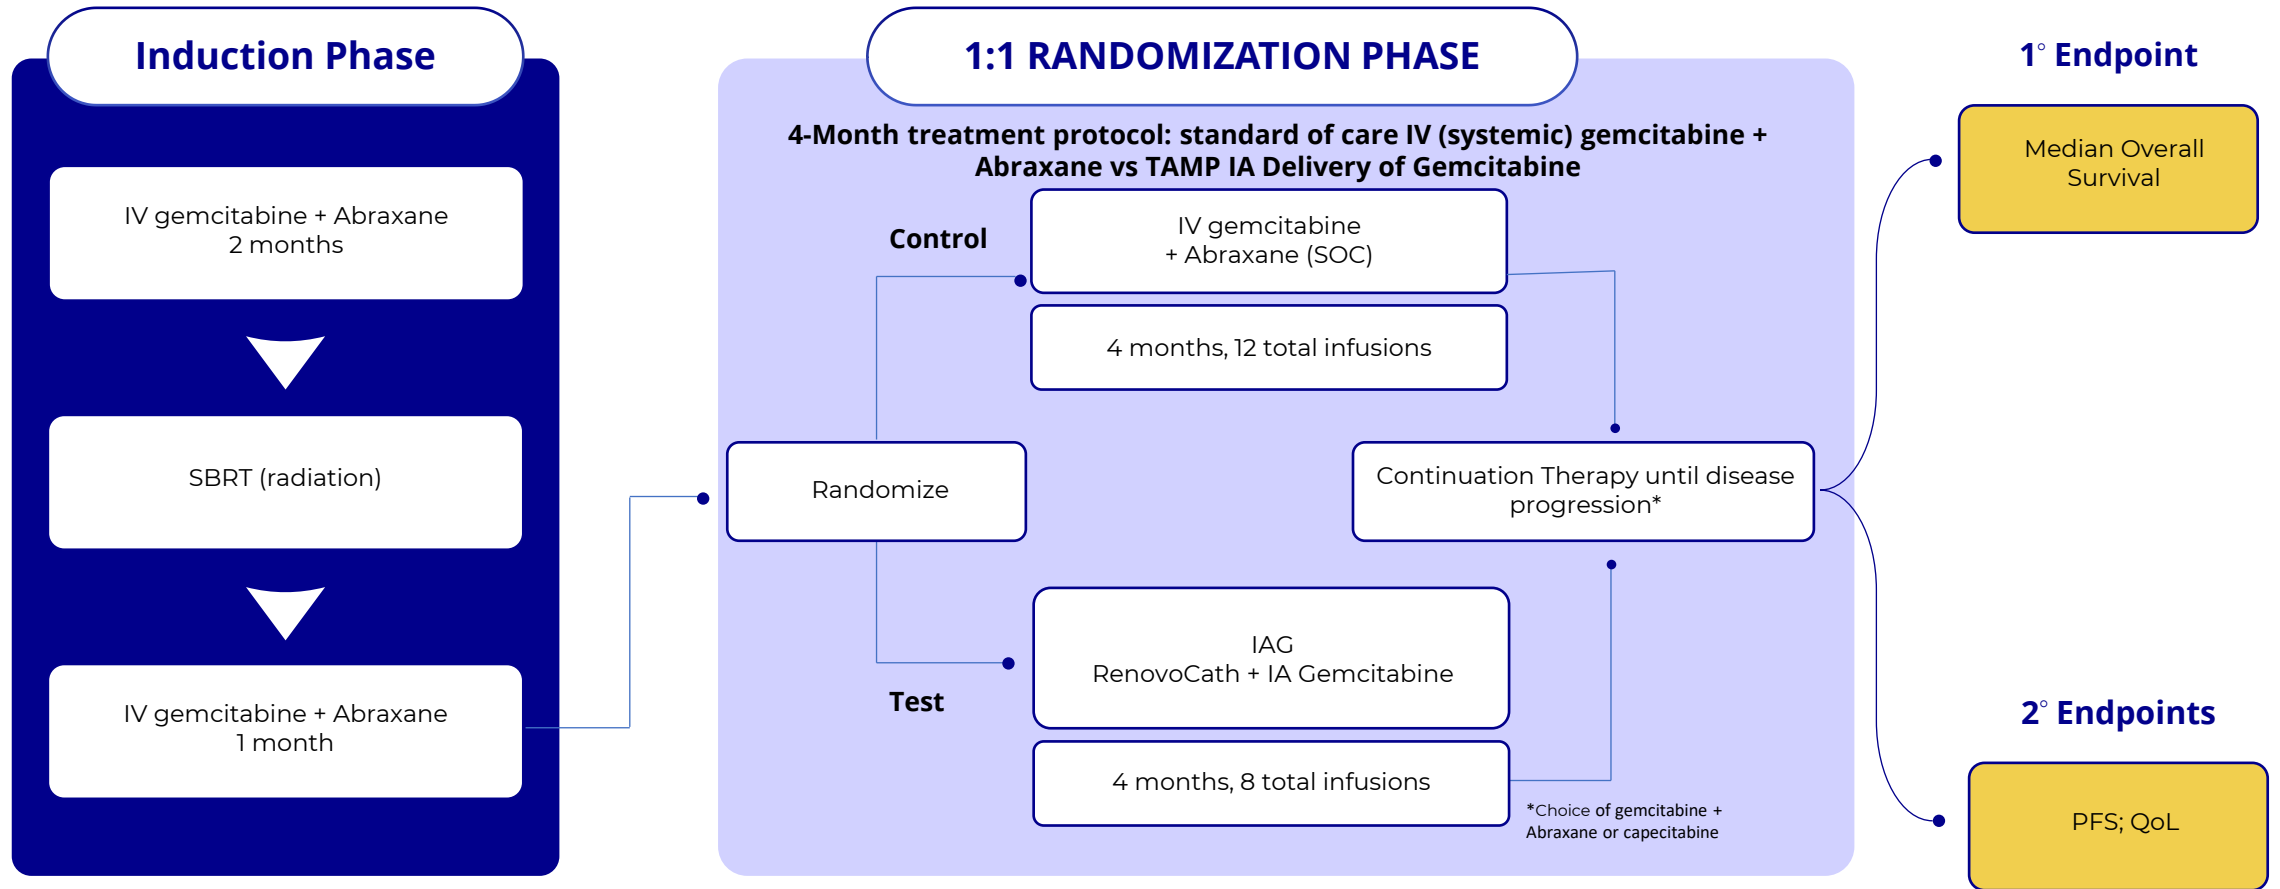 Induction Phase
IV gemcitabine + Abraxane
2 months
SBRT (radiation)
IV gemcitabine + Abraxane
1 month
1:1 RANDOMIZATION PHASE
4-Month treatment protocol: standard of care IV (systemic) gemcitabine +
Abraxane vs TAMP IA Delivery of Gemcitabine
Control
IV gemcitabine
+ Abraxane (SOC)
4 months, 12 total infusions
Randomize
Continuation Therapy until disease
progression*
IAG
RenovoCath + IA Gemcitabine
Test
4 months, 8 total infusions
*Choice of gemcitabine +
Abraxane or capecitabine
1° Endpoint
Median Overall
Survival
2° Endpoints
PFS; QoL